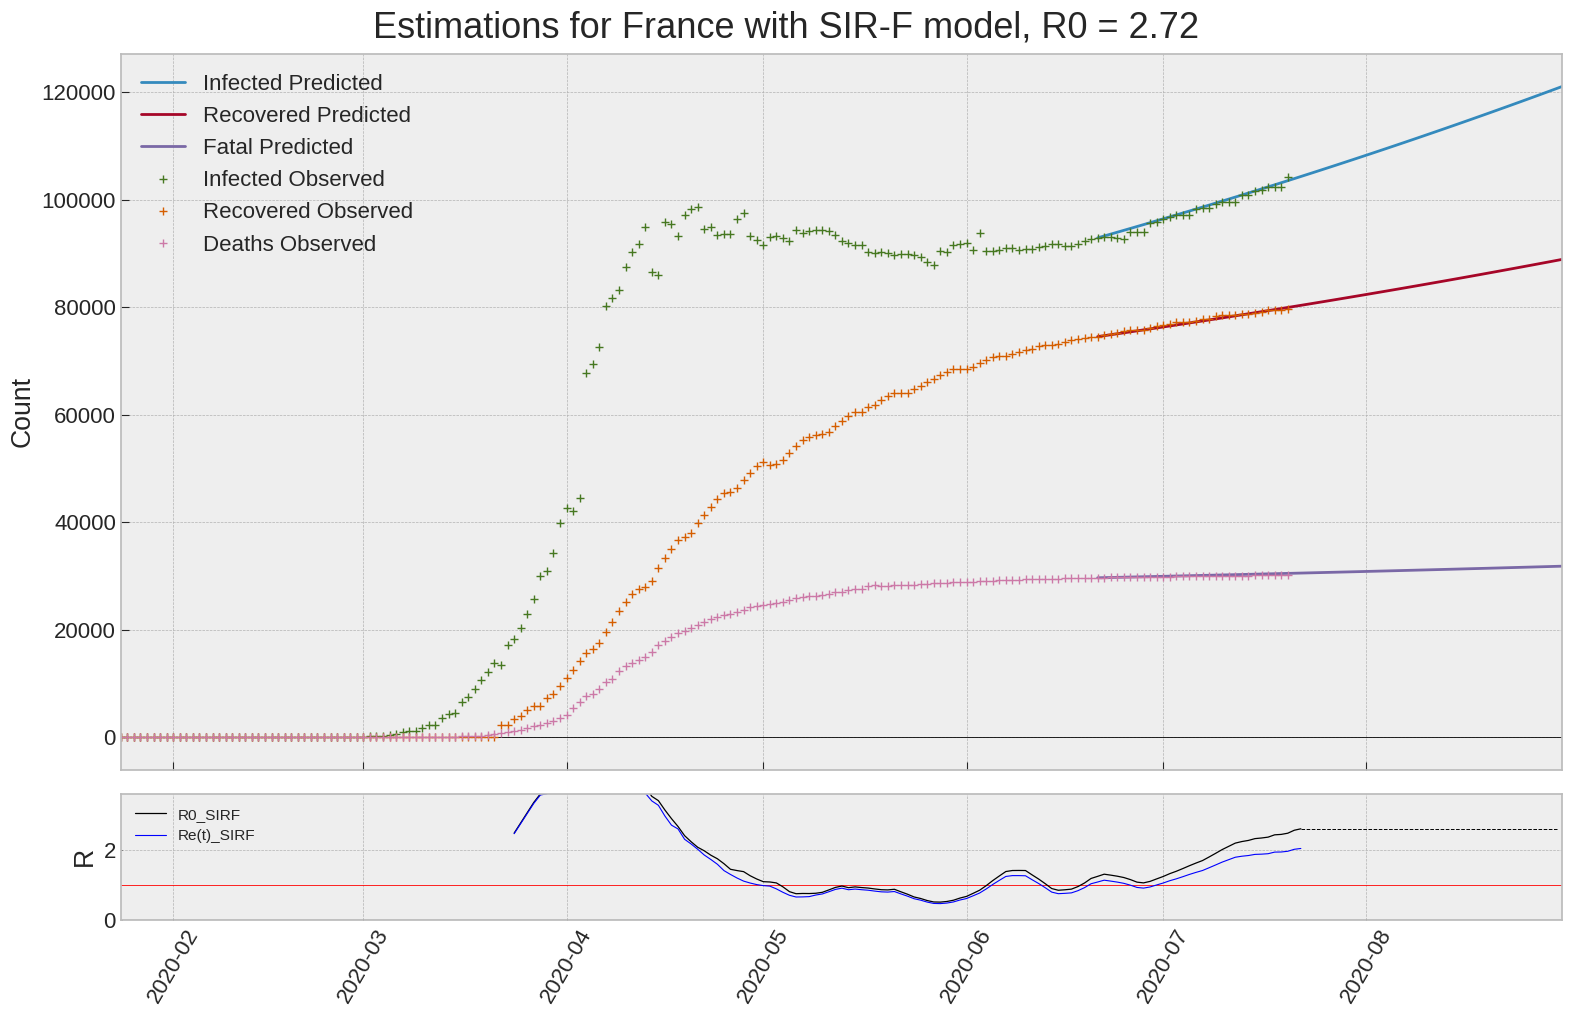 Estimations for France with SIR-F model, R0 = 2.72
Infected Predicted
Recovered Predicted
Fatal Predicted
Infected Observed
Recovered Observed
Deaths Observed
Count
120000
100000
80000
60000
40000
20000
0
R0_SIRF
Re(t)_SIRF
R
2
0
2020-02
2020-03
2020-04
2020-05
2020-06
2020-07
2020-08